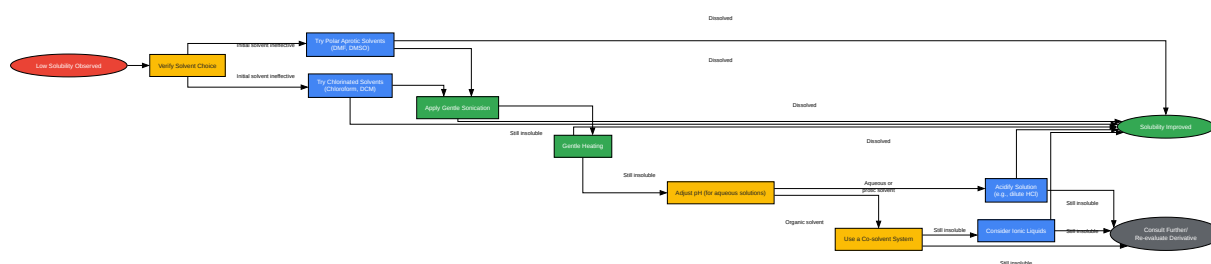 Dissolved
Try Polar Aprotic Solvents
(DMF, DMSO)
Initial solvent ineffective
Dissolved
Low Solubility Observed
Verify Solvent Choice
Initial solvent ineffective
Try Chlorinated Solvents
(Chloroform, DCM)
Apply Gentle Sonication
Dissolved
Solubility Improved
Still insoluble
Gentle Heating
Dissolved
Still insoluble
Adjust pH (for aqueous solutions)
Aqueous or
protic solvent
Acidify Solution
(e.g., dilute HCl)
Still insoluble
Organic solvent
Use a Co-solvent System
Still insoluble
Consider Ionic Liquids
Still insoluble
Consult Further/
Re-evaluate Derivative
Still insoluble